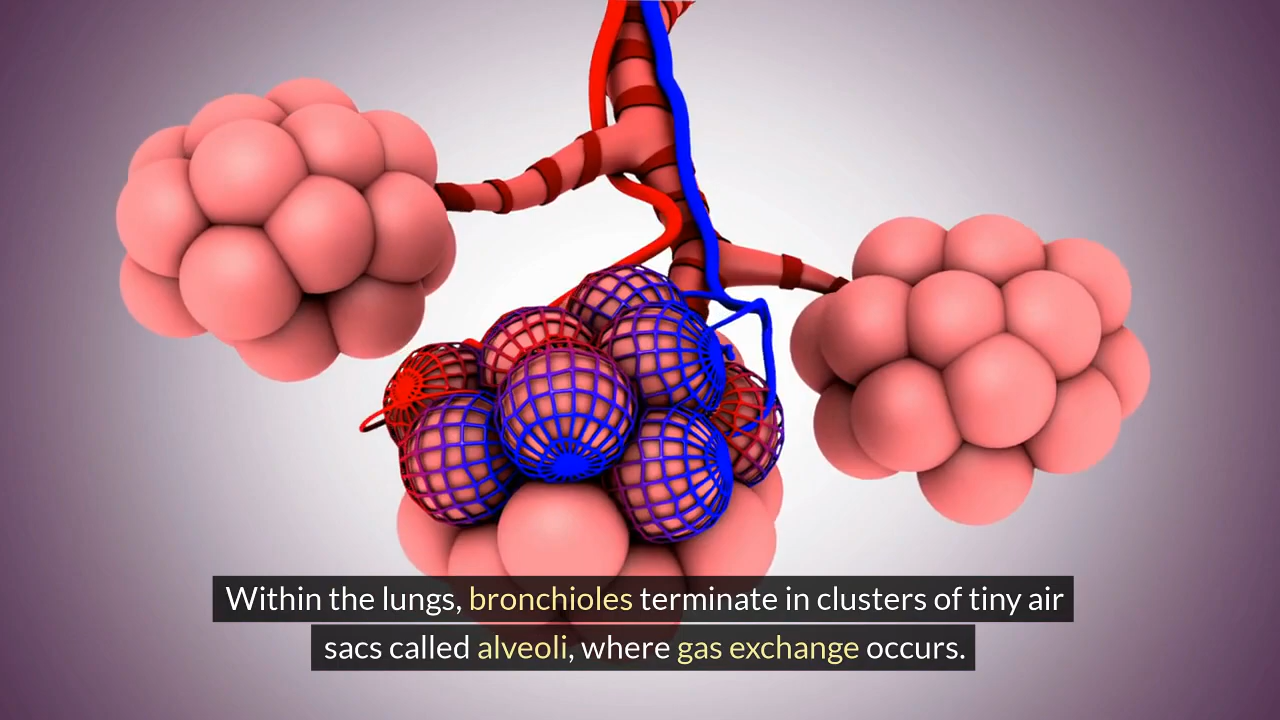 Within the lungs, bronchioles terminate in clusters of tiny air
sacs called alveoli, where gas exchange occurs.